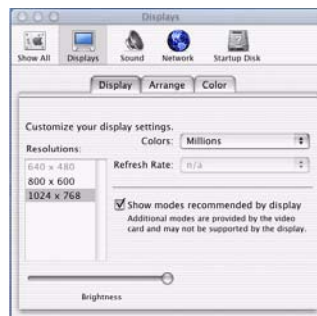 Displays
Show All Displays Sound Network Startup Disk
Display Arrange Color
Customize your display settings.
Colors: Millions
Resolutions:
640 x 480
800 x 600
1024 x 768
Refresh Rate: n/a
Show modes recommended by display
Additional modes are provided by the video
card and may not be supported by the display.
Brightness